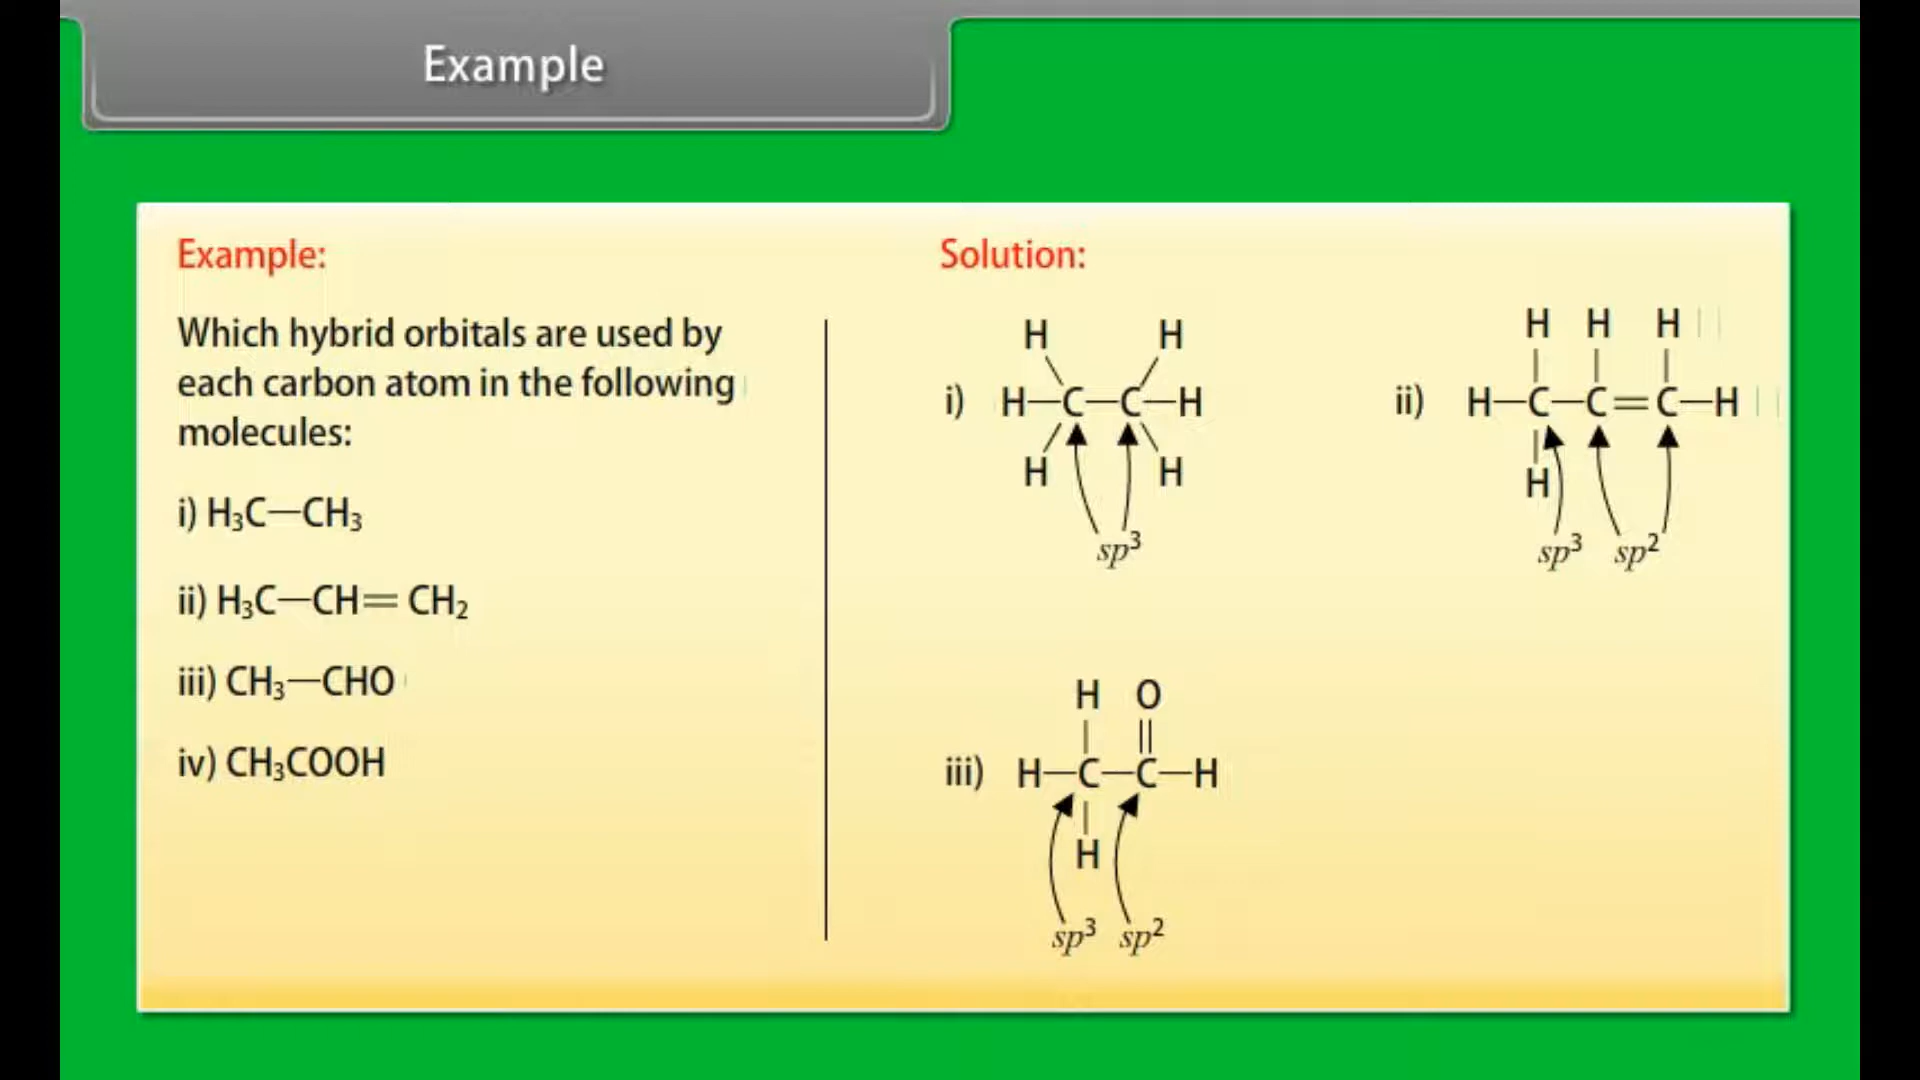 Example
Example:
Which hybrid orbitals are used by
each carbon atom in the following
molecules:
i) H₃C—CH₃
ii) H₃C—CH=CH₂
iii) CH₃—CHO
iv) CH₃COOH
Solution:
H H
i) H—C—C—H
H H
sp³
H H H
ii) H—C—C=C—H
H
sp³ sp²
H O
iii) H—C—C—H
H
sp³ sp²